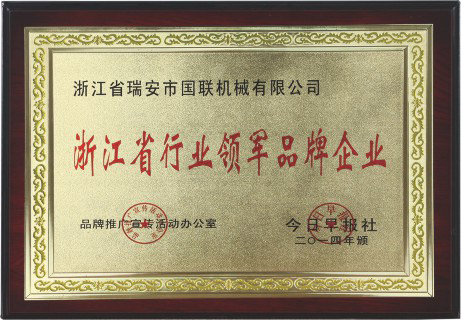 浙江省瑞安市国联机械有限公司
浙江省行业领军品牌企业
品牌推广宣传活动办公室
今日早报社
二〇一四年颁